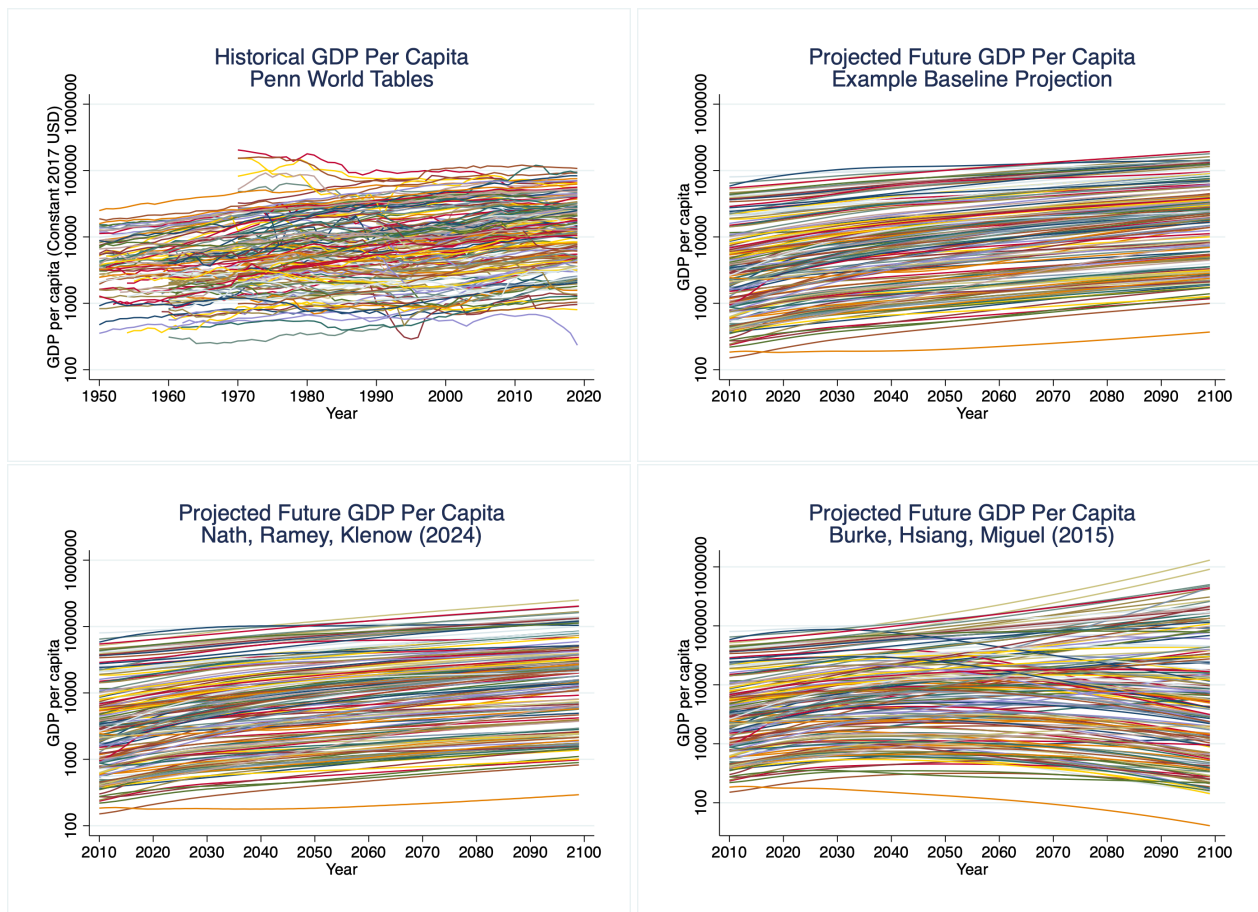 Historical GDP Per Capita
Penn World Tables
GDP per capita (Constant 2017 USD)
1000000
100000
10000
1000
100
1950 1960 1970 1980 1990 2000 2010 2020
Year
Projected Future GDP Per Capita
Example Baseline Projection
GDP per capita
1000000
100000
10000
1000
100
2010 2020 2030 2040 2050 2060 2070 2080 2090 2100
Year
Projected Future GDP Per Capita
Nath, Ramey, Klenow (2024)
GDP per capita
1000000
100000
10000
1000
100
2010 2020 2030 2040 2050 2060 2070 2080 2090 2100
Year
Projected Future GDP Per Capita
Burke, Hsiang, Miguel (2015)
GDP per capita
1000000
100000
10000
1000
100
2010 2020 2030 2040 2050 2060 2070 2080 2090 2100
Year